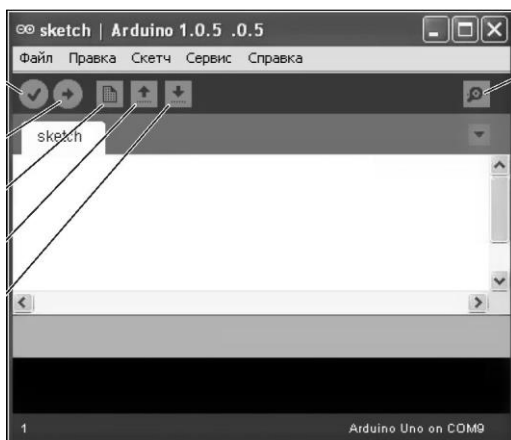 sketch | Arduino 1.0.5 .0.5
Файл Правка Скетч Сервис Справка
sketch
1 Arduino Uno on COM9